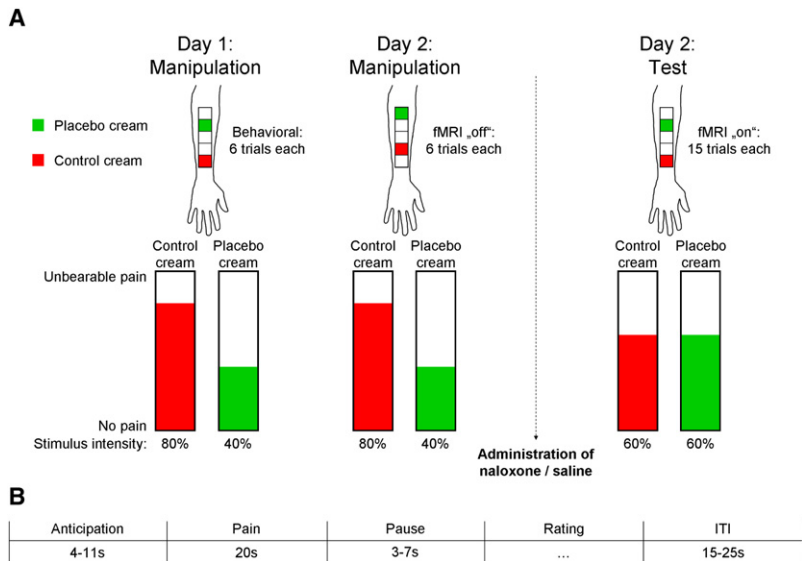 A
Day 1:
Manipulation
Day 2:
Manipulation
Day 2:
Test
Placebo cream
Control cream
Behavioral:
6 trials each
fMRI „off“:
6 trials each
fMRI „on“:
15 trials each
Control cream
Placebo cream
Control cream
Placebo cream
Control cream
Placebo cream
Unbearable pain
No pain
Stimulus intensity: 80% 40% 80% 40% 60% 60%
Administration of
naloxone / saline
B
Anticipation Pain Pause Rating ITI
4-11s 20s 3-7s ... 15-25s